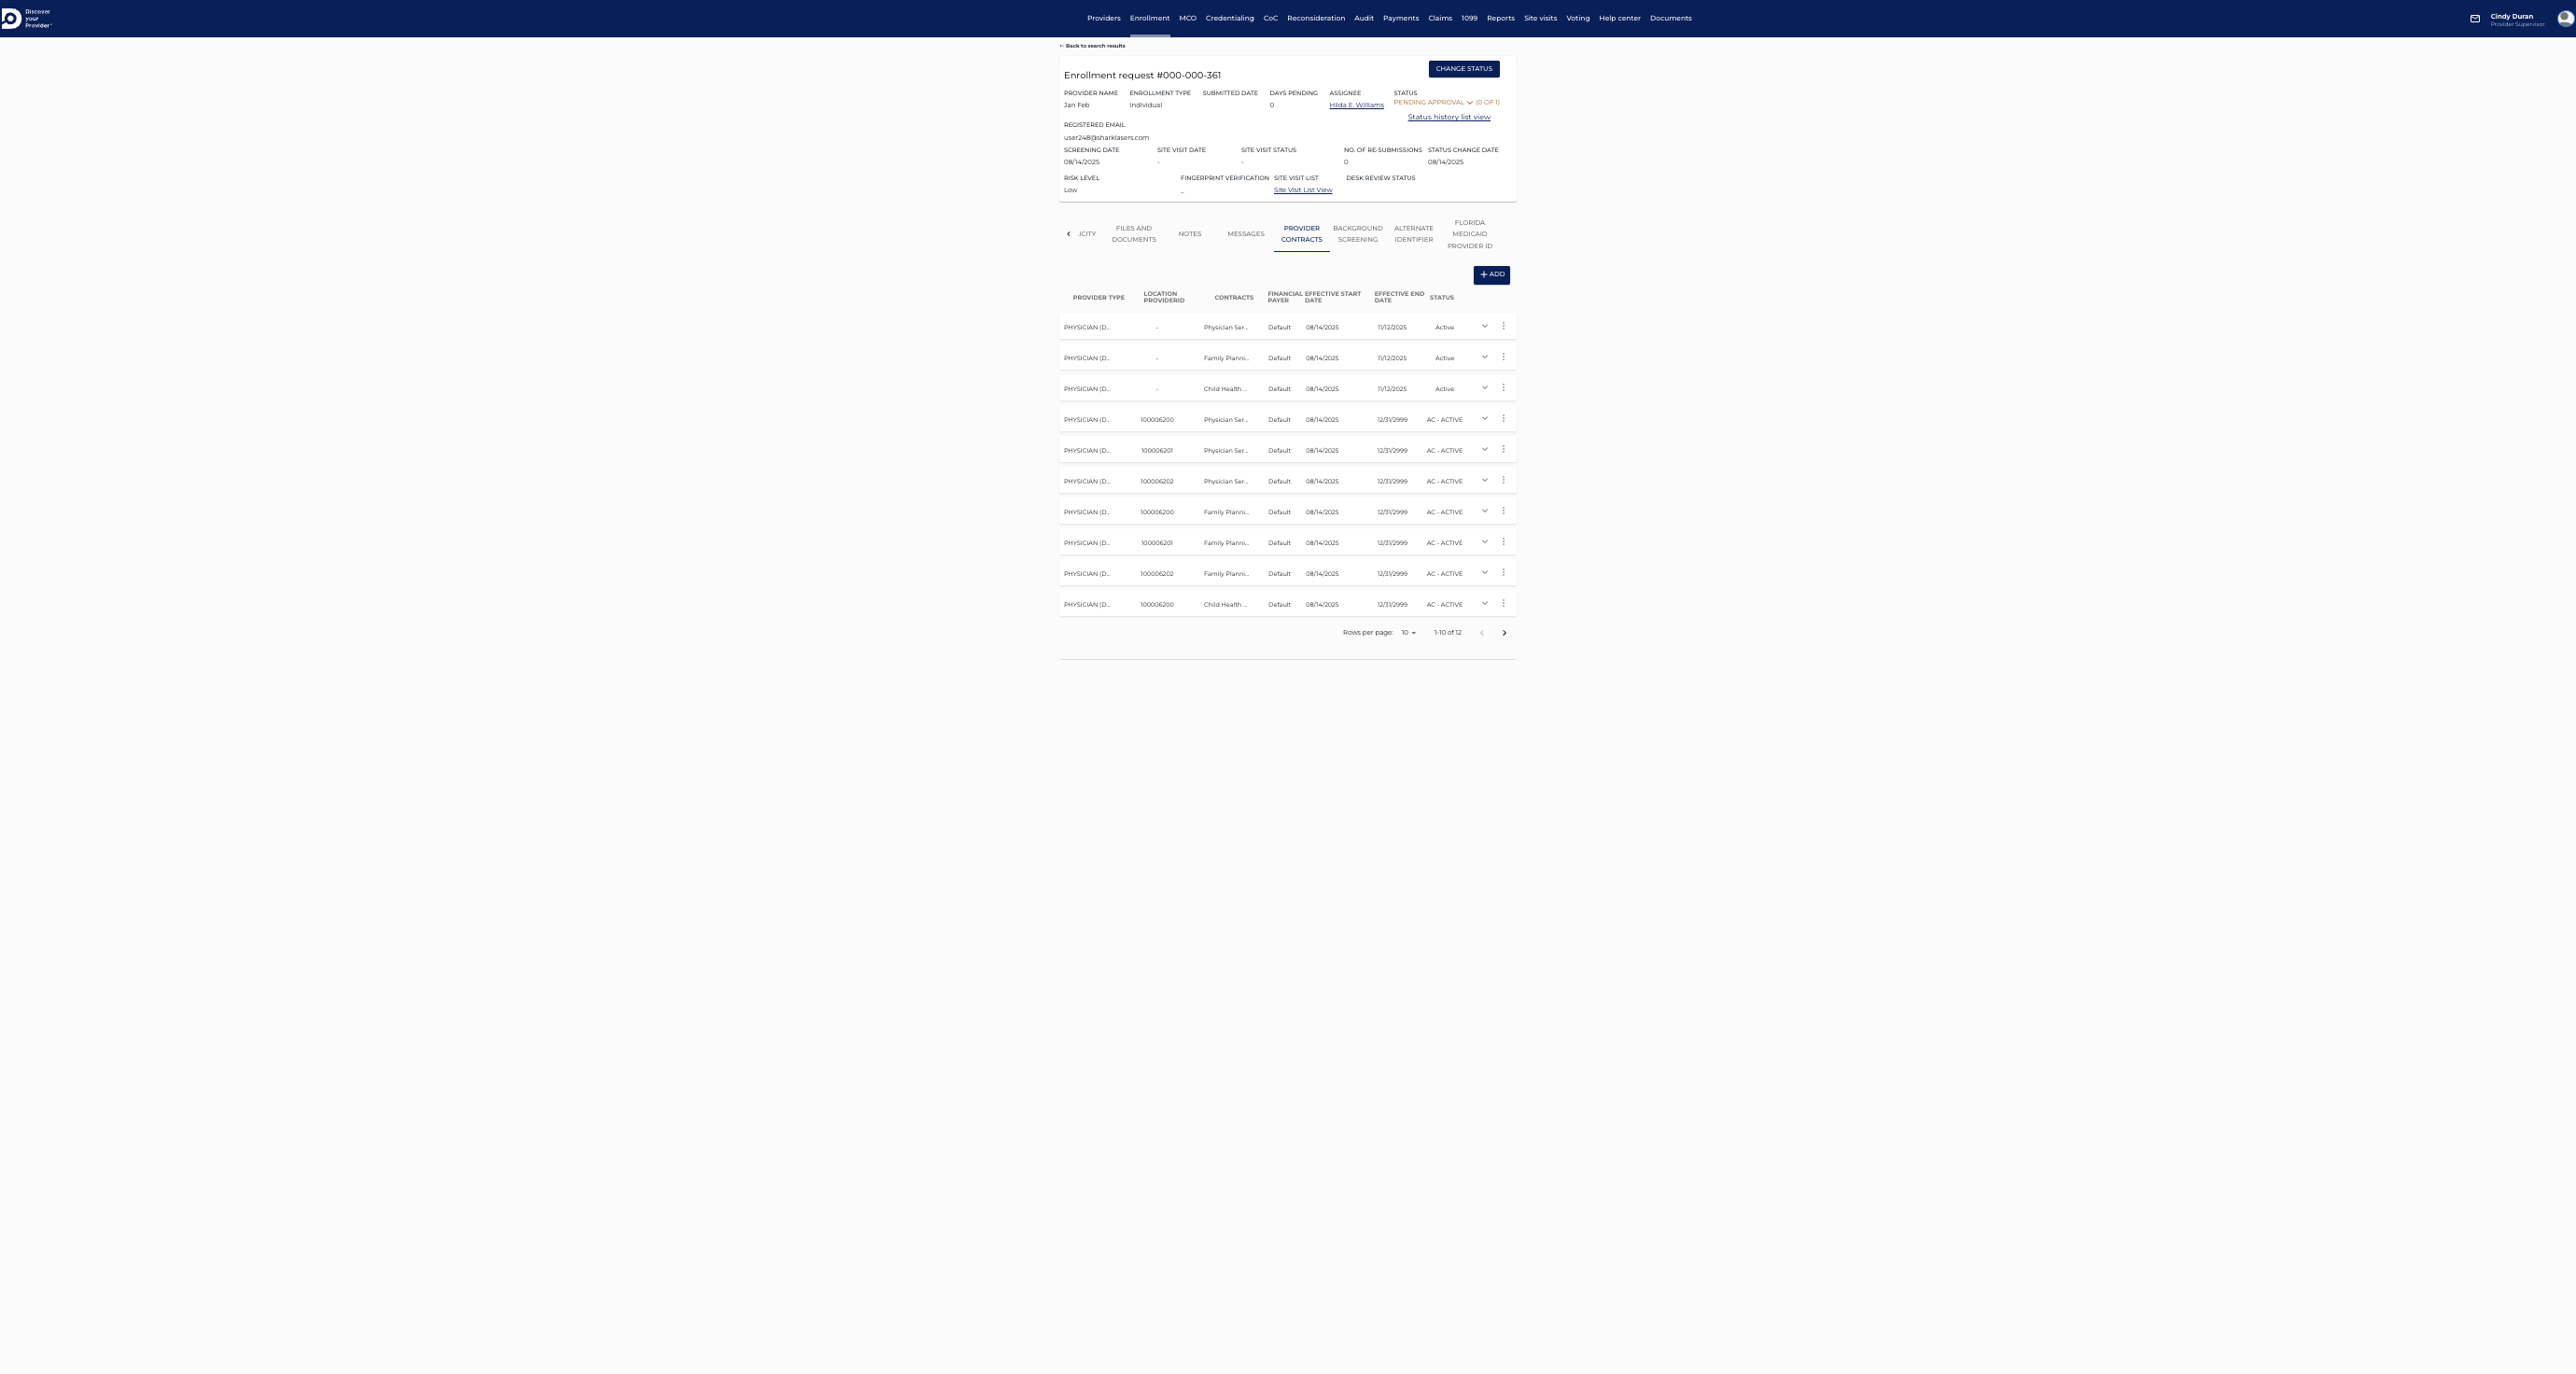 Discover
your
Provider™
Providers Enrollment MCO Credentialing CoC Reconsideration Audit Payments Claims 1099 Reports Site visits Voting Help center Documents
Cindy Duran
Provider Supervisor
← Back to search results
Enrollment request #000-000-361
CHANGE STATUS
PROVIDER NAME ENROLLMENT TYPE SUBMITTED DATE DAYS PENDING ASSIGNEE STATUS
Jan Feb Individual 0 Hilda E. Williams PENDING APPROVAL (0 OF 1)
Status history list view
REGISTERED EMAIL
user248@sharklasers.com
SCREENING DATE SITE VISIT DATE SITE VISIT STATUS NO. OF RE-SUBMISSIONS STATUS CHANGE DATE
08/14/2025 - - 0 08/14/2025
RISK LEVEL FINGERPRINT VERIFICATION SITE VISIT LIST DESK REVIEW STATUS
Low _ Site Visit List View
ICITY
FILES AND
DOCUMENTS
NOTES
MESSAGES
PROVIDER
CONTRACTS
BACKGROUND
SCREENING
ALTERNATE
IDENTIFIER
FLORIDA
MEDICAID
PROVIDER ID
+ ADD
PROVIDER TYPE
LOCATION
PROVIDERID
CONTRACTS
FINANCIAL
PAYER
EFFECTIVE START
DATE
EFFECTIVE END
DATE
STATUS
PHYSICIAN (D... - Physician Ser... Default 08/14/2025 11/12/2025 Active
PHYSICIAN (D... - Family Planni... Default 08/14/2025 11/12/2025 Active
PHYSICIAN (D... - Child Health ... Default 08/14/2025 11/12/2025 Active
PHYSICIAN (D... 100006200 Physician Ser... Default 08/14/2025 12/31/2999 AC - ACTIVE
PHYSICIAN (D... 100006201 Physician Ser... Default 08/14/2025 12/31/2999 AC - ACTIVE
PHYSICIAN (D... 100006202 Physician Ser... Default 08/14/2025 12/31/2999 AC - ACTIVE
PHYSICIAN (D... 100006200 Family Planni... Default 08/14/2025 12/31/2999 AC - ACTIVE
PHYSICIAN (D... 100006201 Family Planni... Default 08/14/2025 12/31/2999 AC - ACTIVE
PHYSICIAN (D... 100006202 Family Planni... Default 08/14/2025 12/31/2999 AC - ACTIVE
PHYSICIAN (D... 100006200 Child Health ... Default 08/14/2025 12/31/2999 AC - ACTIVE
Rows per page: 10 1-10 of 12